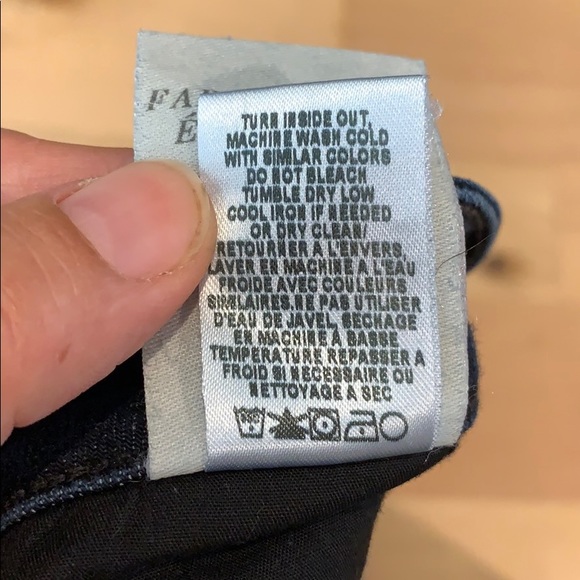 FA
É
TURN INSIDE OUT,
MACHINE WASH COLD
WITH SIMILAR COLORS
DO NOT BLEACH
TUMBLE DRY LOW
COOL IRON IF NEEDED
OR DRY CLEAN/
RETOURNER A L'ENVERS,
LAVER EN MACHINE À L'EAU
FROIDE AVEC COULEURS
SIMILAIRES.NE PAS UTILISER
D'EAU DE JAVEL, SECHAGE
EN MACHINE À BASSE
TEMPERATURE REPASSER A
FROID SI NECESSAIRE OU
NETTOYAGE A SEC